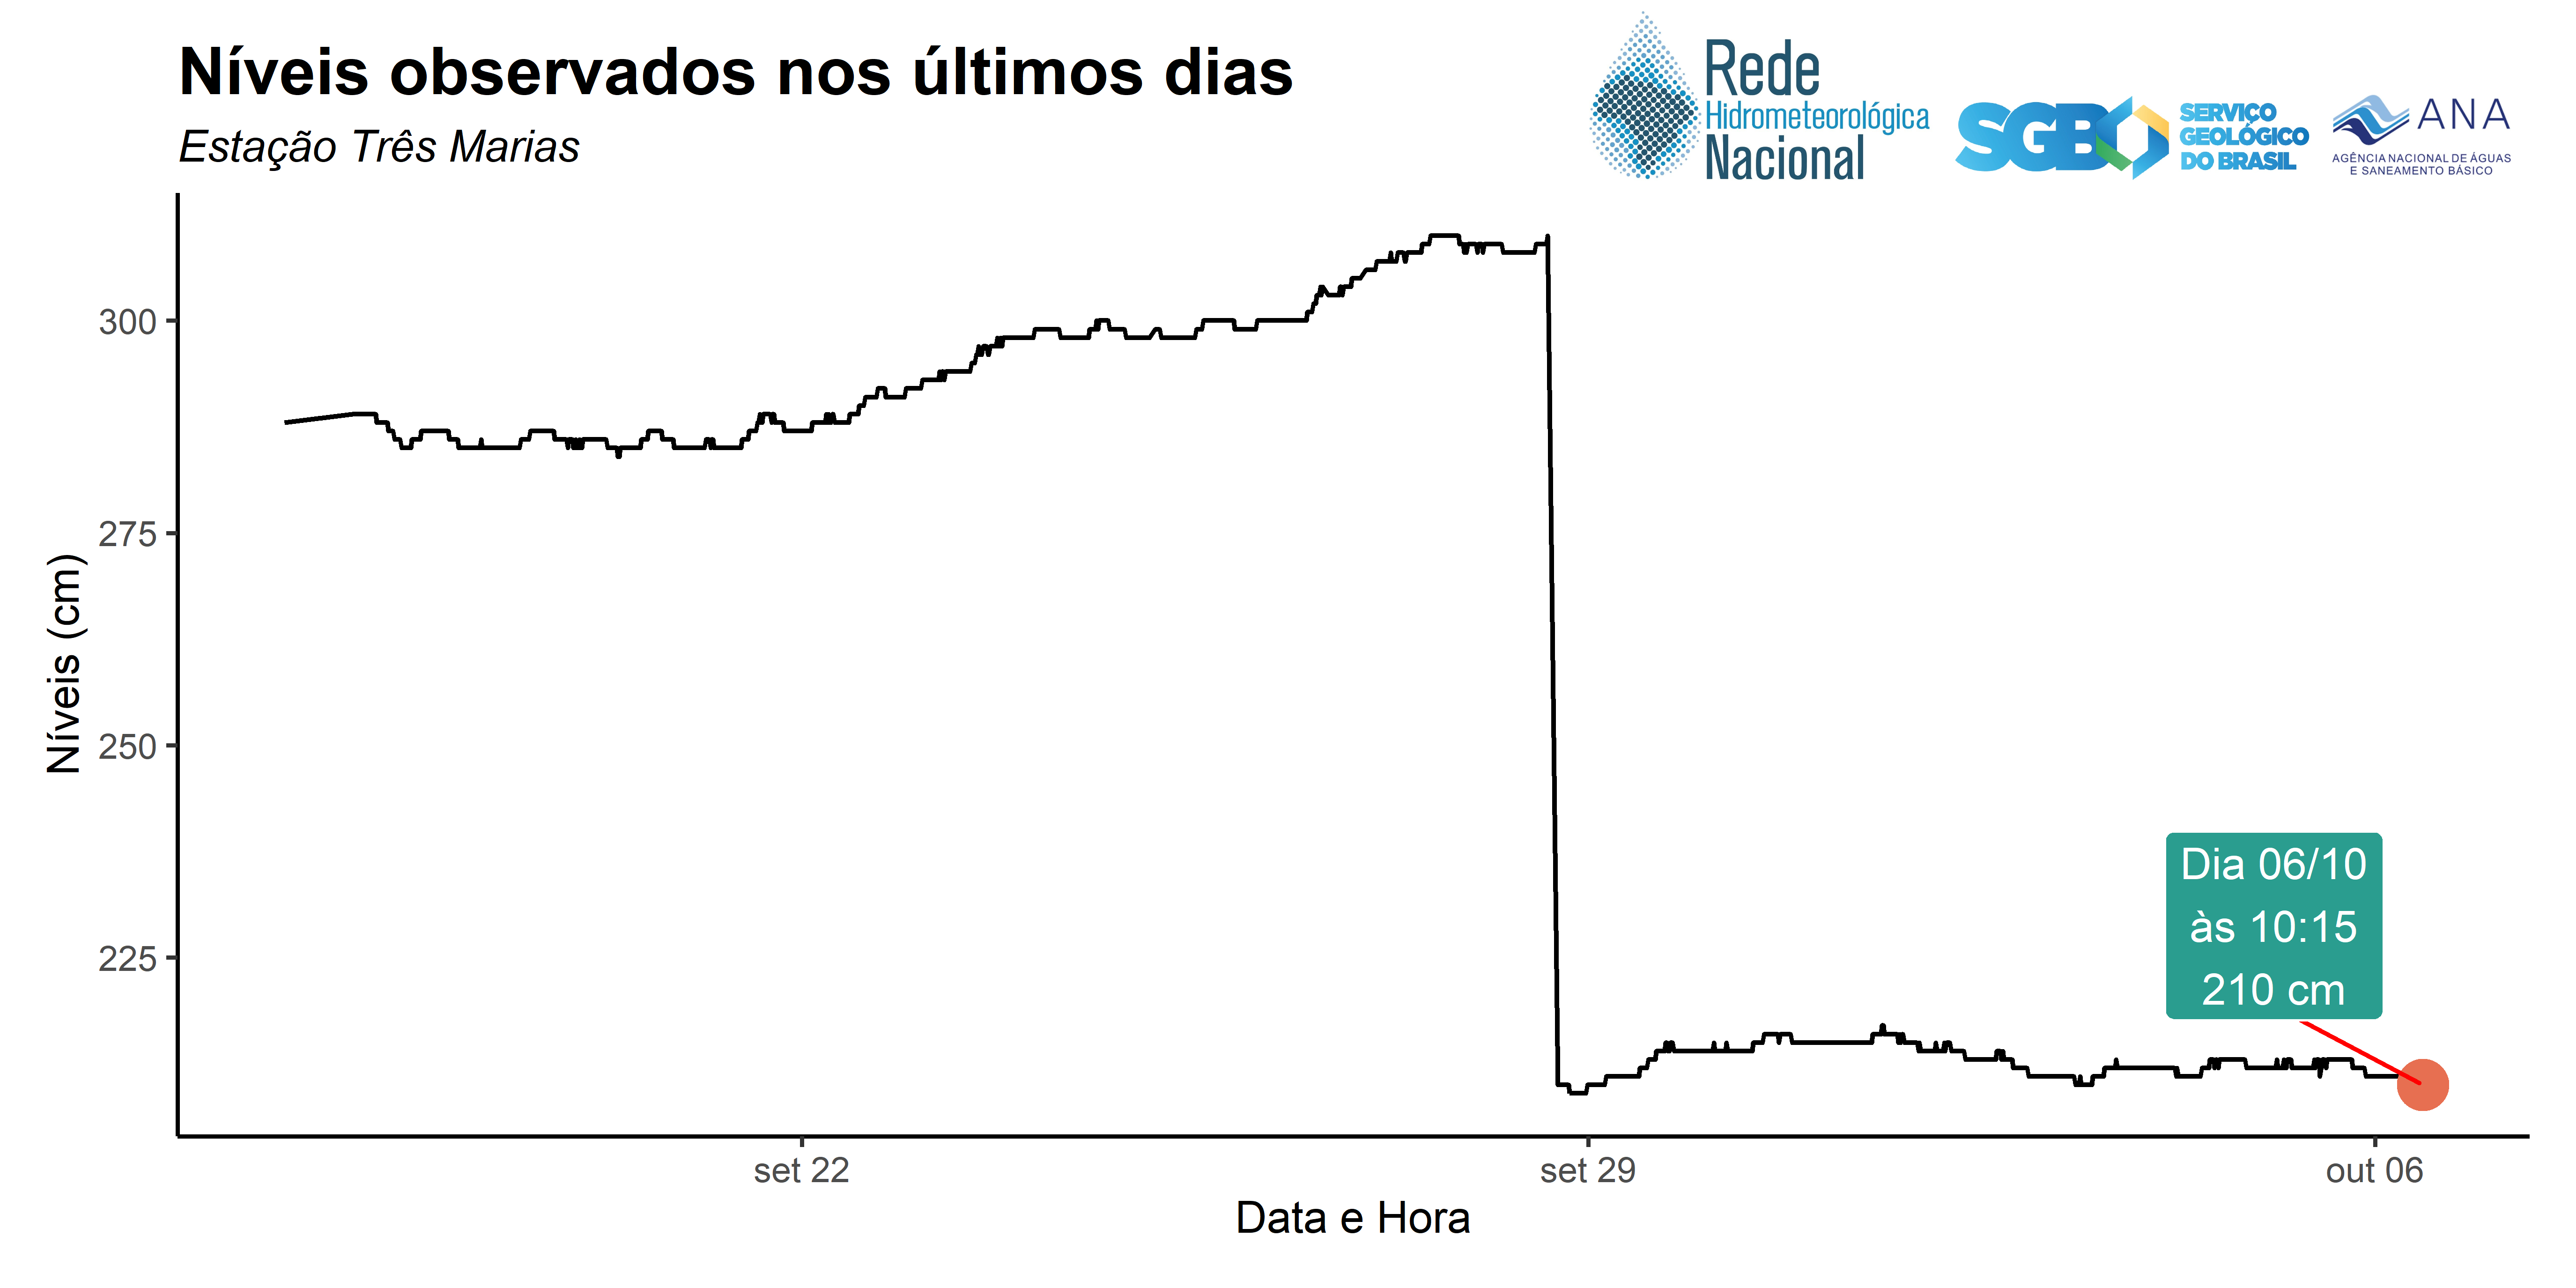 Níveis observados nos últimos dias
Estação Três Marias
Rede
Hidrometeorológica
Nacional
SGB
SERVIÇO
GEOLÓGICO
DO BRASIL
ANA
AGÊNCIA NACIONAL DE ÁGUAS
E SANEAMENTO BÁSICO
Níveis (cm)
300
275
250
225
Dia 06/10
às 10:15
210 cm
set 22
set 29
out 06
Data e Hora